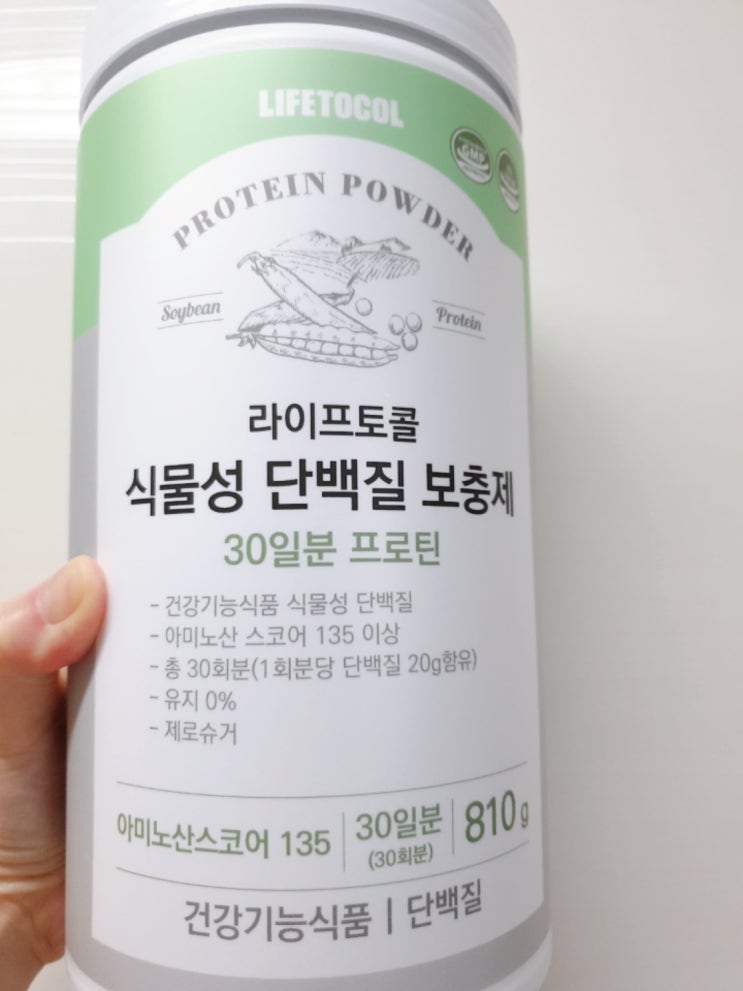 LIFETOCOL
GMP
PROTEIN POWDER
Soybean
Protein
라이프토콜
식물성 단백질 보충제
30일분 프로틴
- 건강기능식품 식물성 단백질
- 아미노산 스코어 135 이상
- 총 30회분(1회분당 단백질 20g함유)
- 유지 0%
- 제로슈거
아미노산스코어 135
30일분
(30회분)
810g
건강기능식품 | 단백질